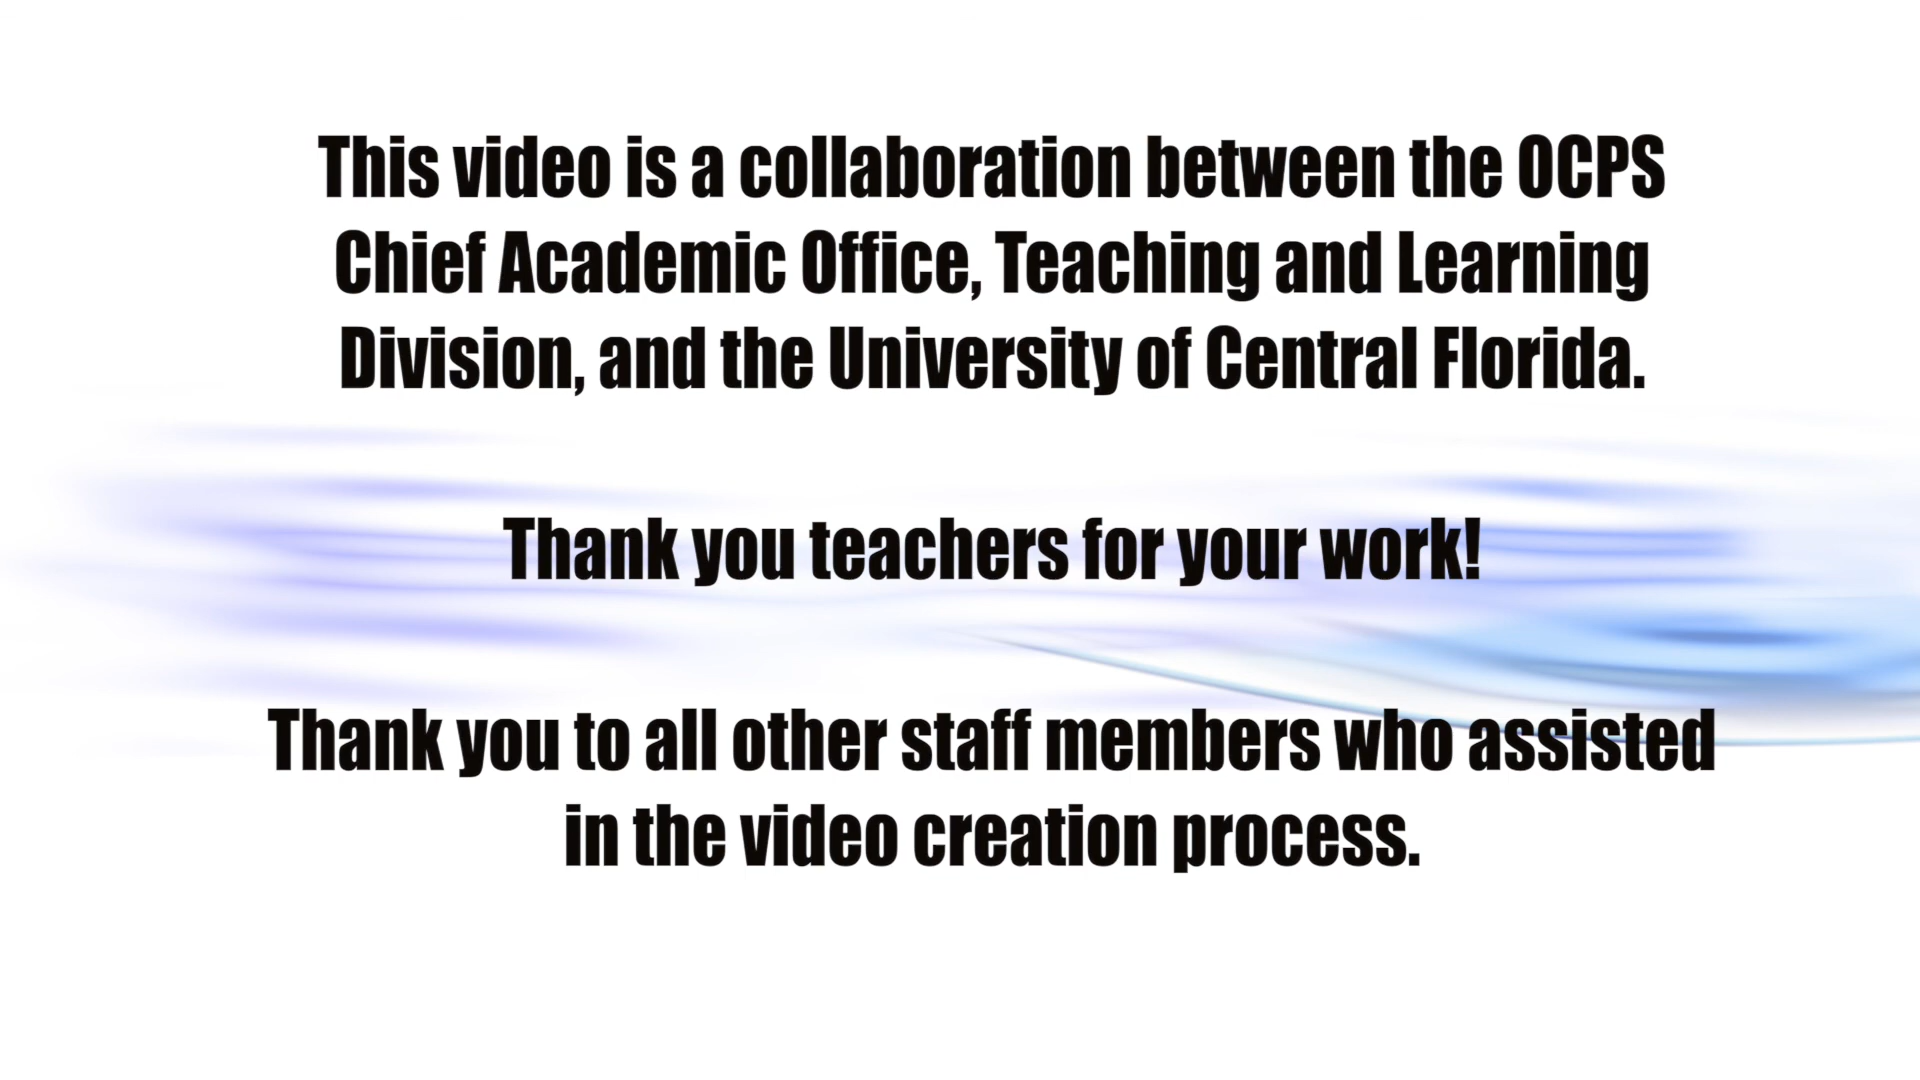 This video is a collaboration between the OCPS
Chief Academic Office, Teaching and Learning
Division, and the University of Central Florida.
Thank you teachers for your work!
Thank you to all other staff members who assisted
in the video creation process.